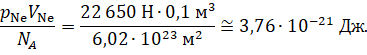 p_Ne V_Ne / N_A = 22 650 Н · 0,1 м³ / 6,02 · 10²³ м² ≅ 3,76 · 10⁻²¹ Дж.